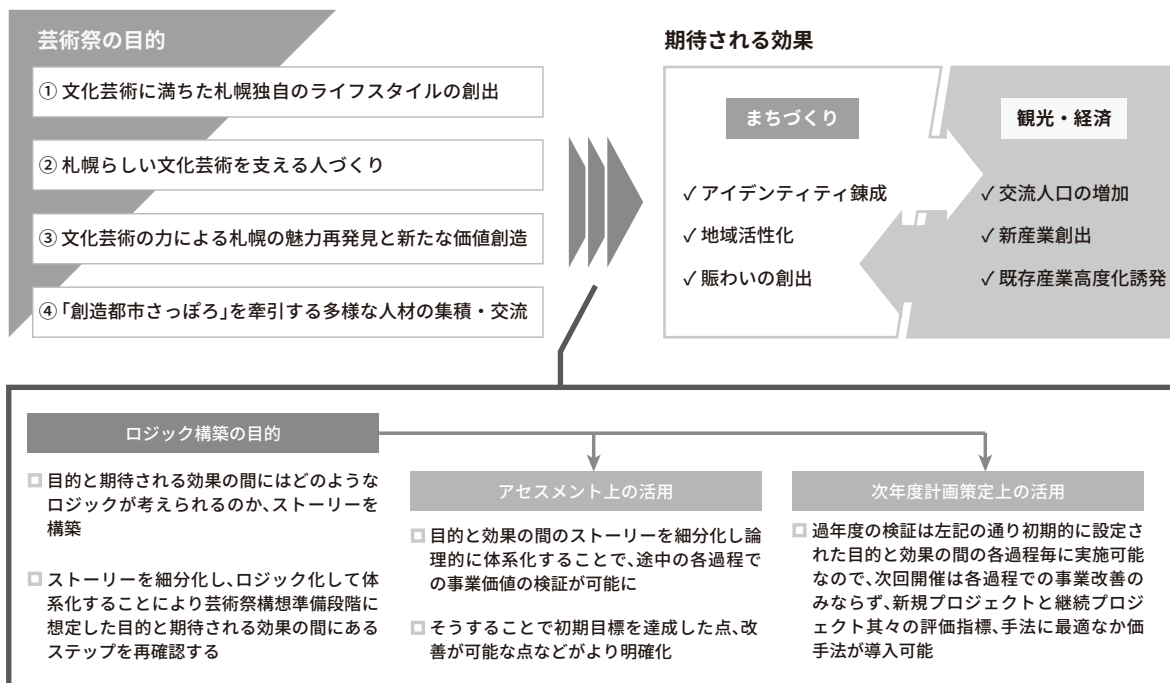 芸術祭の目的
① 文化芸術に満ちた札幌独自のライフスタイルの創出
② 札幌らしい文化芸術を支える人づくり
③ 文化芸術の力による札幌の魅力再発見と新たな価値創造
④ 「創造都市さっぽろ」を牽引する多様な人材の集積・交流
期待される効果
まちづくり
✓ アイデンティティ錬成
✓ 地域活性化
✓ 賑わいの創出
観光・経済
✓ 交流人口の増加
✓ 新産業創出
✓ 既存産業高度化誘発
ロジック構築の目的
目的と期待される効果の間にはどのような
ロジックが考えられるのか、ストーリーを
構築
ストーリーを細分化し、ロジック化して体
系化することにより芸術祭構想準備段階に
想定した目的と期待される効果の間にある
ステップを再確認する
アセスメント上の活用
目的と効果の間のストーリーを細分化し論
理的に体系化することで、途中の各過程で
の事業価値の検証が可能に
そうすることで初期目標を達成した点、改
善が可能な点などがより明確化
次年度計画策定上の活用
過年度の検証は左記の通り初期的に設定さ
れた目的と効果の間の各過程毎に実施可能
なので、次回開催は各過程での事業改善の
みならず、新規プロジェクトと継続プロジ
ェクト其々の評価指標、手法に最適なか価
手法が導入可能